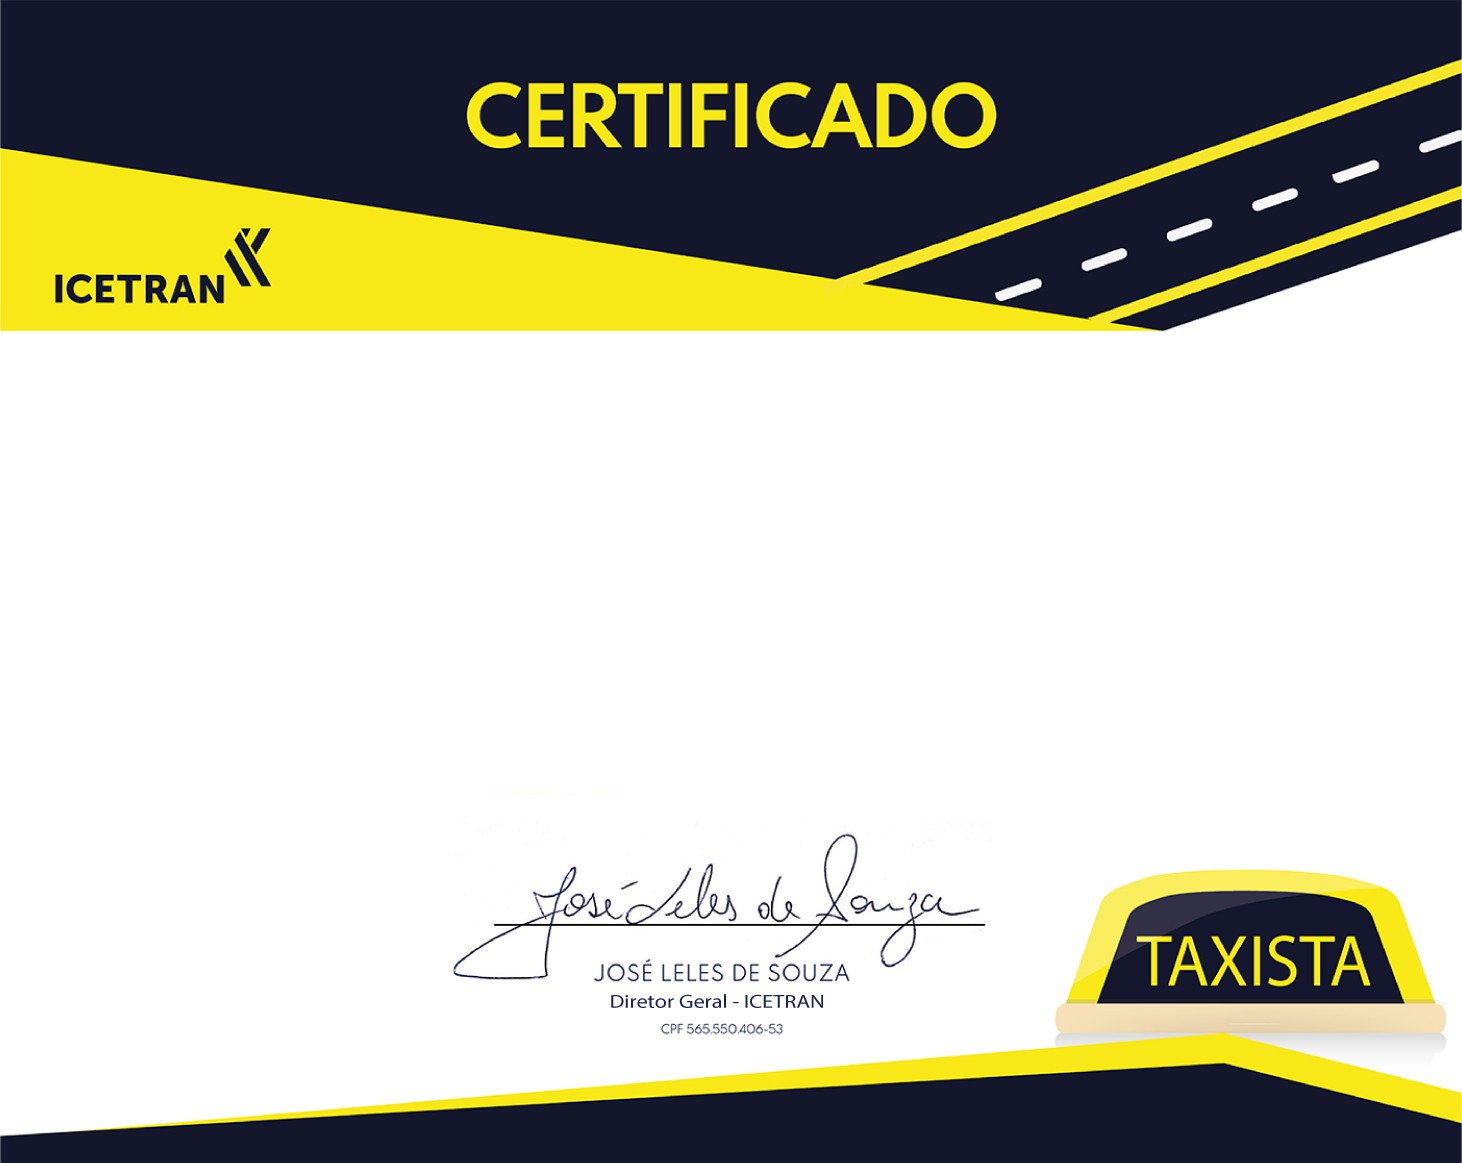 CERTIFICADO
ICETRAN
José Leles de Souza
JOSÉ LELES DE SOUZA
Diretor Geral - ICETRAN
CPF 565.550.406-53
TAXISTA